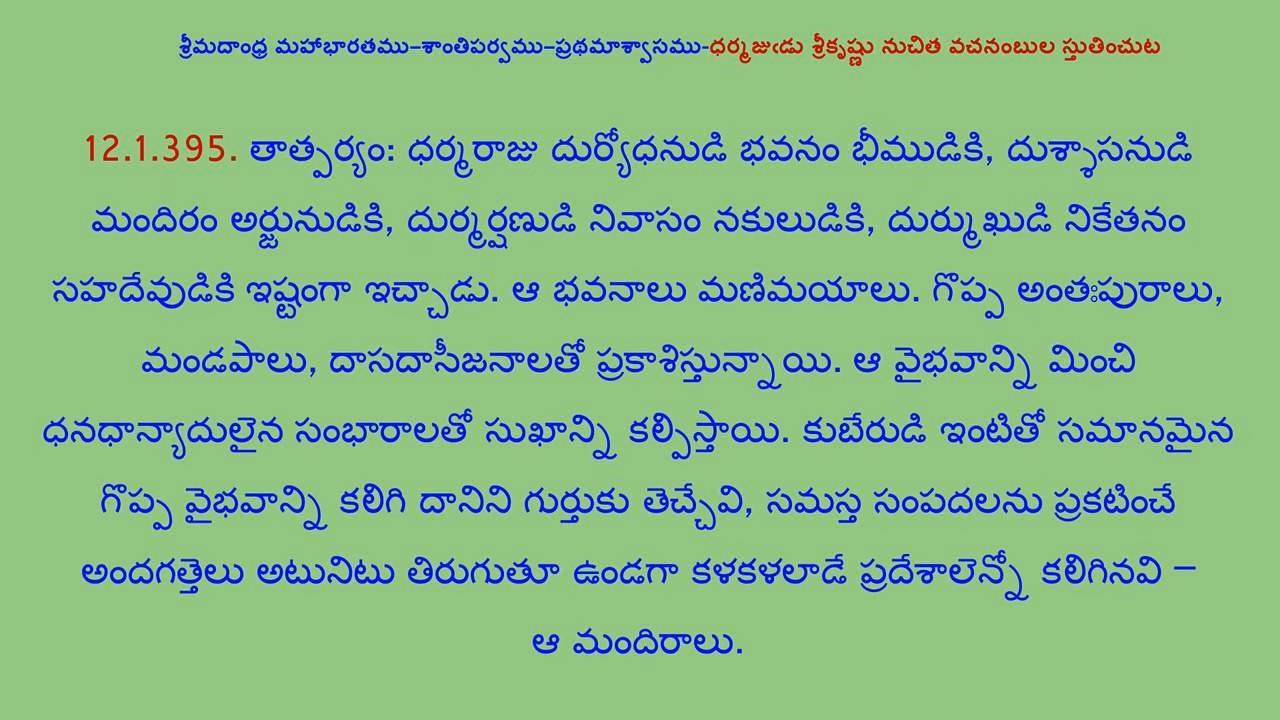 శ్రీమదాంధ్ర మహాభారతము–శాంతిపర్వము–ప్రథమాశ్వాసము-ధర్మజుఁడు శ్రీకృష్ణు నుచిత వచనంబుల స్తుతించుట
12.1.395. తాత్పర్యం: ధర్మరాజు దుర్యోధనుడి భవనం భీముడికి, దుశ్శాసనుడి
మందిరం అర్జునుడికి, దుర్మర్షణుడి నివాసం నకులుడికి, దుర్ముఖుడి నికేతనం
సహదేవుడికి ఇష్టంగా ఇచ్చాడు. ఆ భవనాలు మణిమయాలు. గొప్ప అంతఃపురాలు,
మండపాలు, దాసదాసీజనాలతో ప్రకాశిస్తున్నాయి. ఆ వైభవాన్ని మించి
ధనధాన్యాదులైన సంభారాలతో సుఖాన్ని కల్పిస్తాయి. కుబేరుడి ఇంటితో సమానమైన
గొప్ప వైభవాన్ని కలిగి దానిని గుర్తుకు తెచ్చేవి, సమస్త సంపదలను ప్రకటించే
అందగత్తెలు అటునిటు తిరుగుతూ ఉండగా కళకళలాడే ప్రదేశాలెన్నో కలిగినవి –
ఆ మందిరాలు.